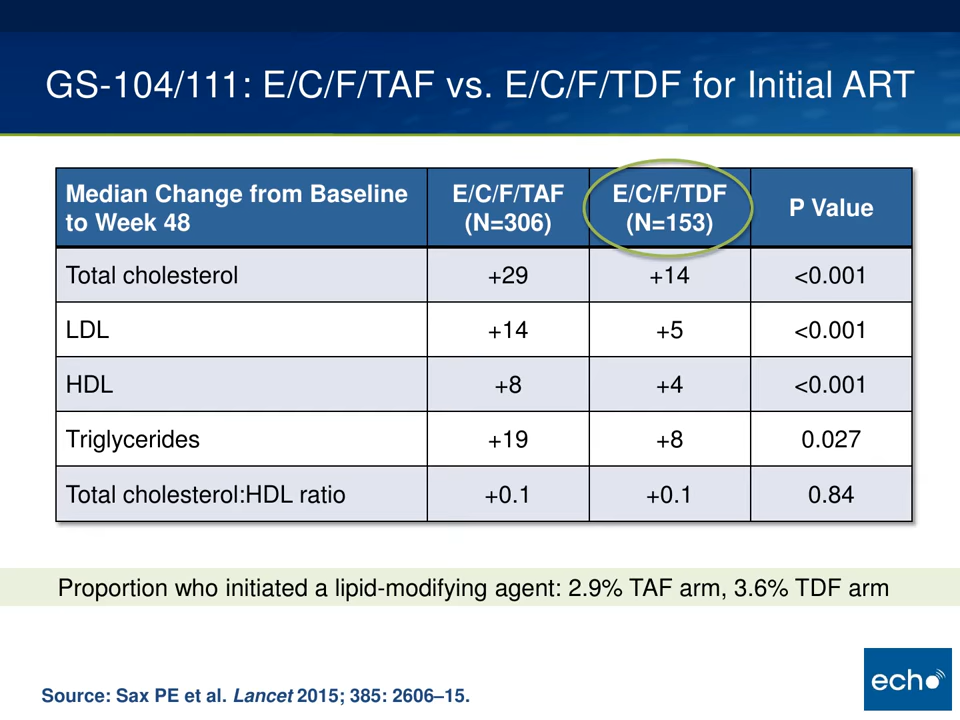 GS-104/111: E/C/F/TAF vs. E/C/F/TDF for Initial ART
Median Change from Baseline to Week 48 E/C/F/TAF (N=306) E/C/F/TDF (N=153) P Value
Total cholesterol +29 +14 <0.001
LDL +14 +5 <0.001
HDL +8 +4 <0.001
Triglycerides +19 +8 0.027
Total cholesterol:HDL ratio +0.1 +0.1 0.84
Proportion who initiated a lipid-modifying agent: 2.9% TAF arm, 3.6% TDF arm
Source: Sax PE et al. Lancet 2015; 385: 2606–15.
echo